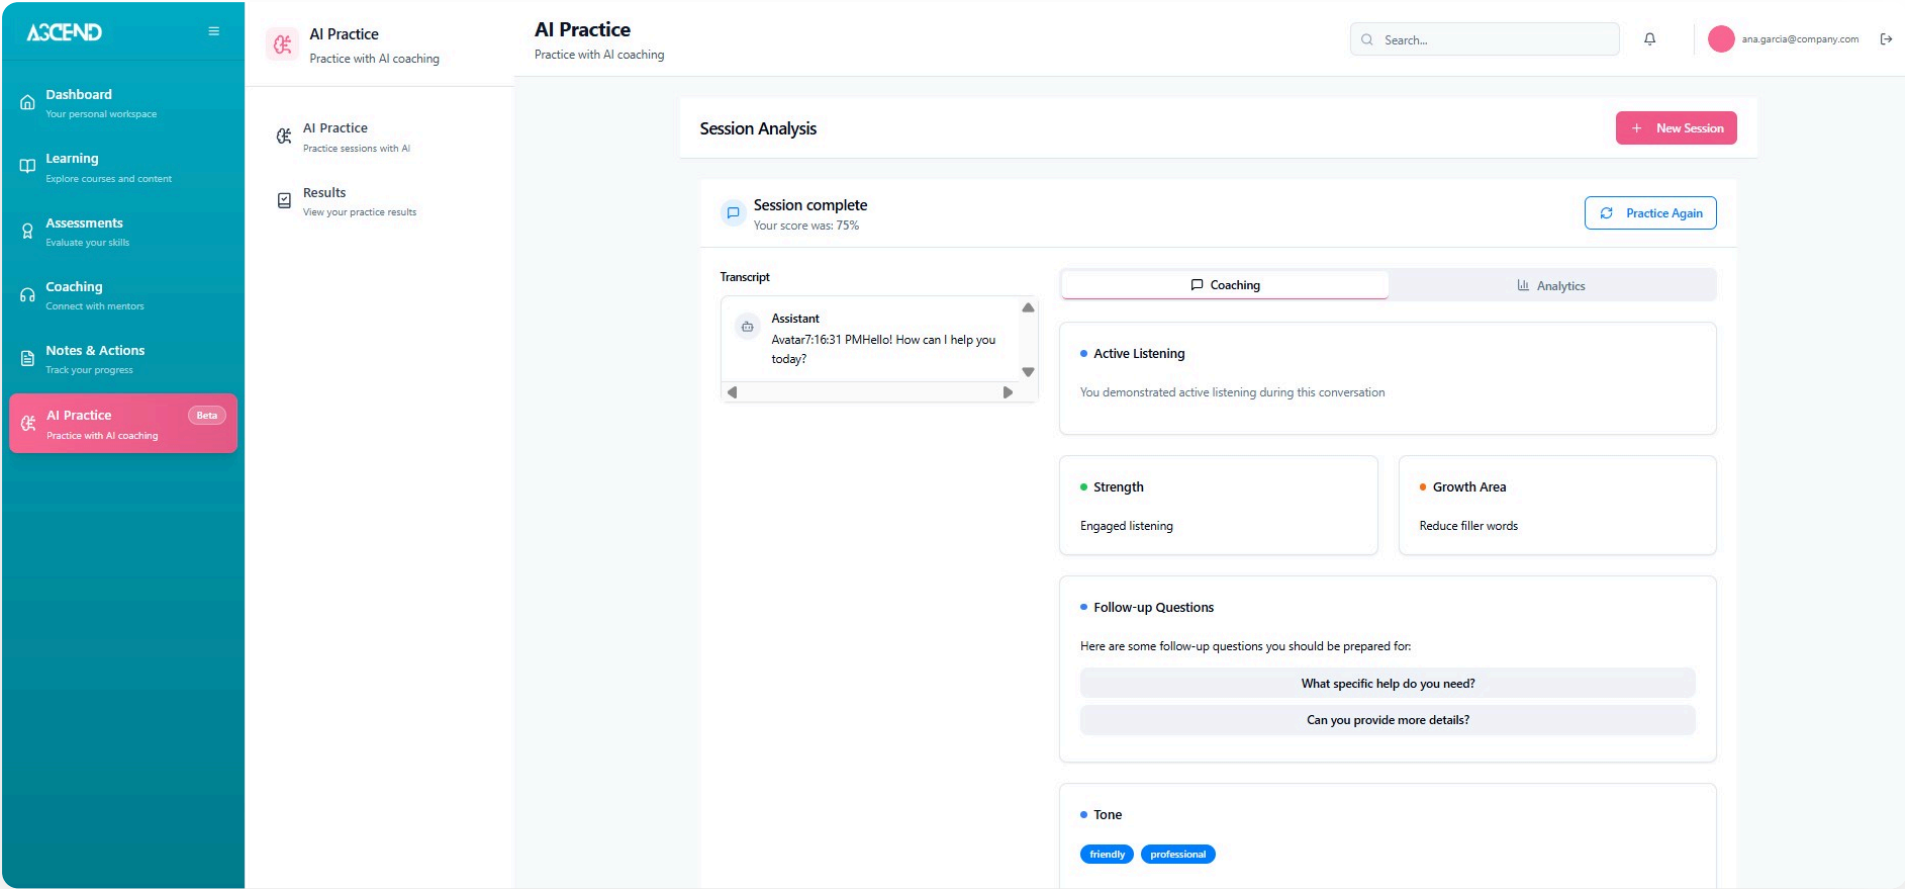 ASCEND
Dashboard
Your personal workspace
Learning
Explore courses and content
Assessments
Evaluate your skills
Coaching
Connect with mentors
Notes & Actions
Track your progress
AI Practice
Beta
Practice with AI coaching
AI Practice
Practice with AI coaching
AI Practice
Practice sessions with AI
Results
View your practice results
AI Practice
Practice with AI coaching
Search...
ana.garcia@company.com
Session Analysis
New Session
Session complete
Your score was: 75%
Practice Again
Transcript
Assistant
Avatar7:16:31 PMHello! How can I help you
today?
Coaching
Analytics
Active Listening
You demonstrated active listening during this conversation
Strength
Engaged listening
Growth Area
Reduce filler words
Follow-up Questions
Here are some follow-up questions you should be prepared for:
What specific help do you need?
Can you provide more details?
Tone
friendly
professional